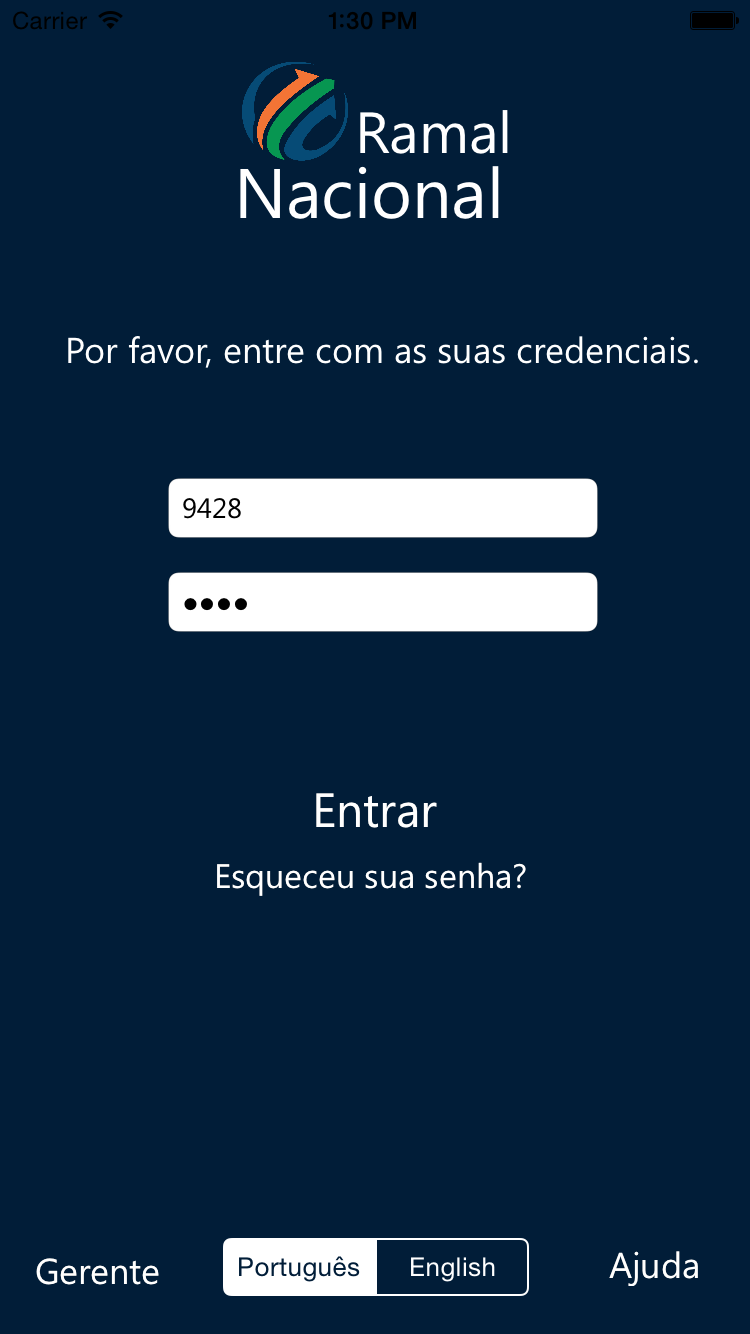 Carrier 1:30 PM
Ramal
Nacional
Por favor, entre com as suas credenciais.
9428
••••
Entrar
Esqueceu sua senha?
Gerente Português English Ajuda